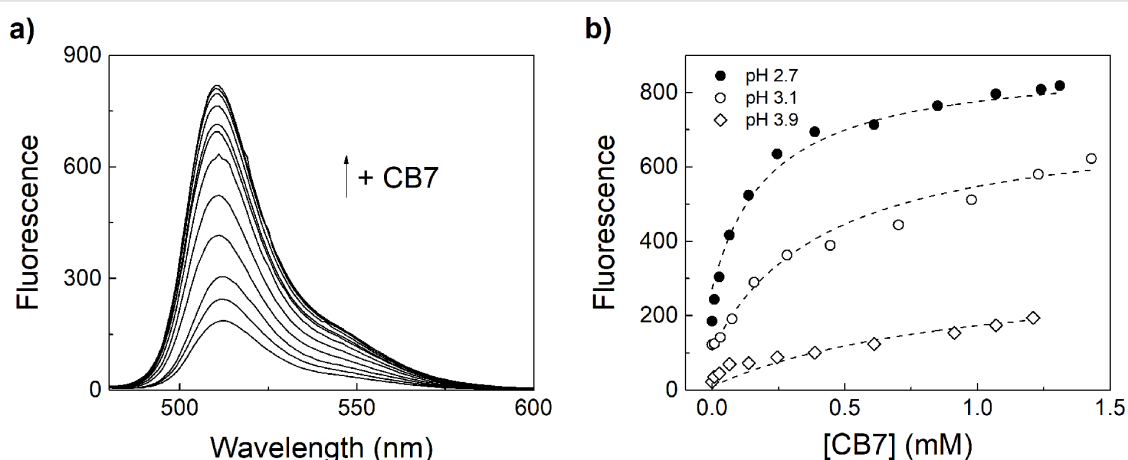 a)
900
600
300
0
Fluorescence
+ CB7
500
550
600
Wavelength (nm)
b)
800
600
400
200
0
Fluorescence
pH 2.7
pH 3.1
pH 3.9
0.0
0.5
1.0
1.5
[CB7] (mM)